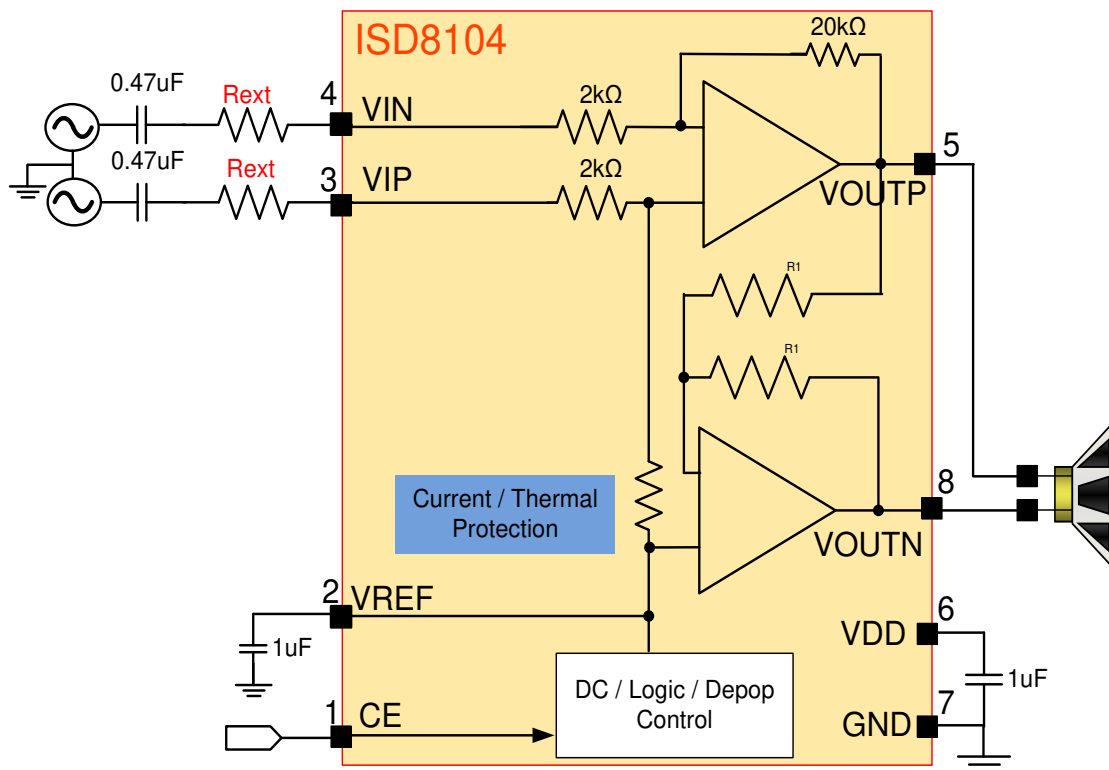 ISD8104
20kΩ
0.47uF
Rext
4
VIN
2kΩ
0.47uF
Rext
3
VIP
2kΩ
5
VOUTP
R1
R1
Current / Thermal
Protection
8
VOUTN
2
VREF
1uF
6
VDD
1uF
DC / Logic / Depop
Control
1
CE
7
GND